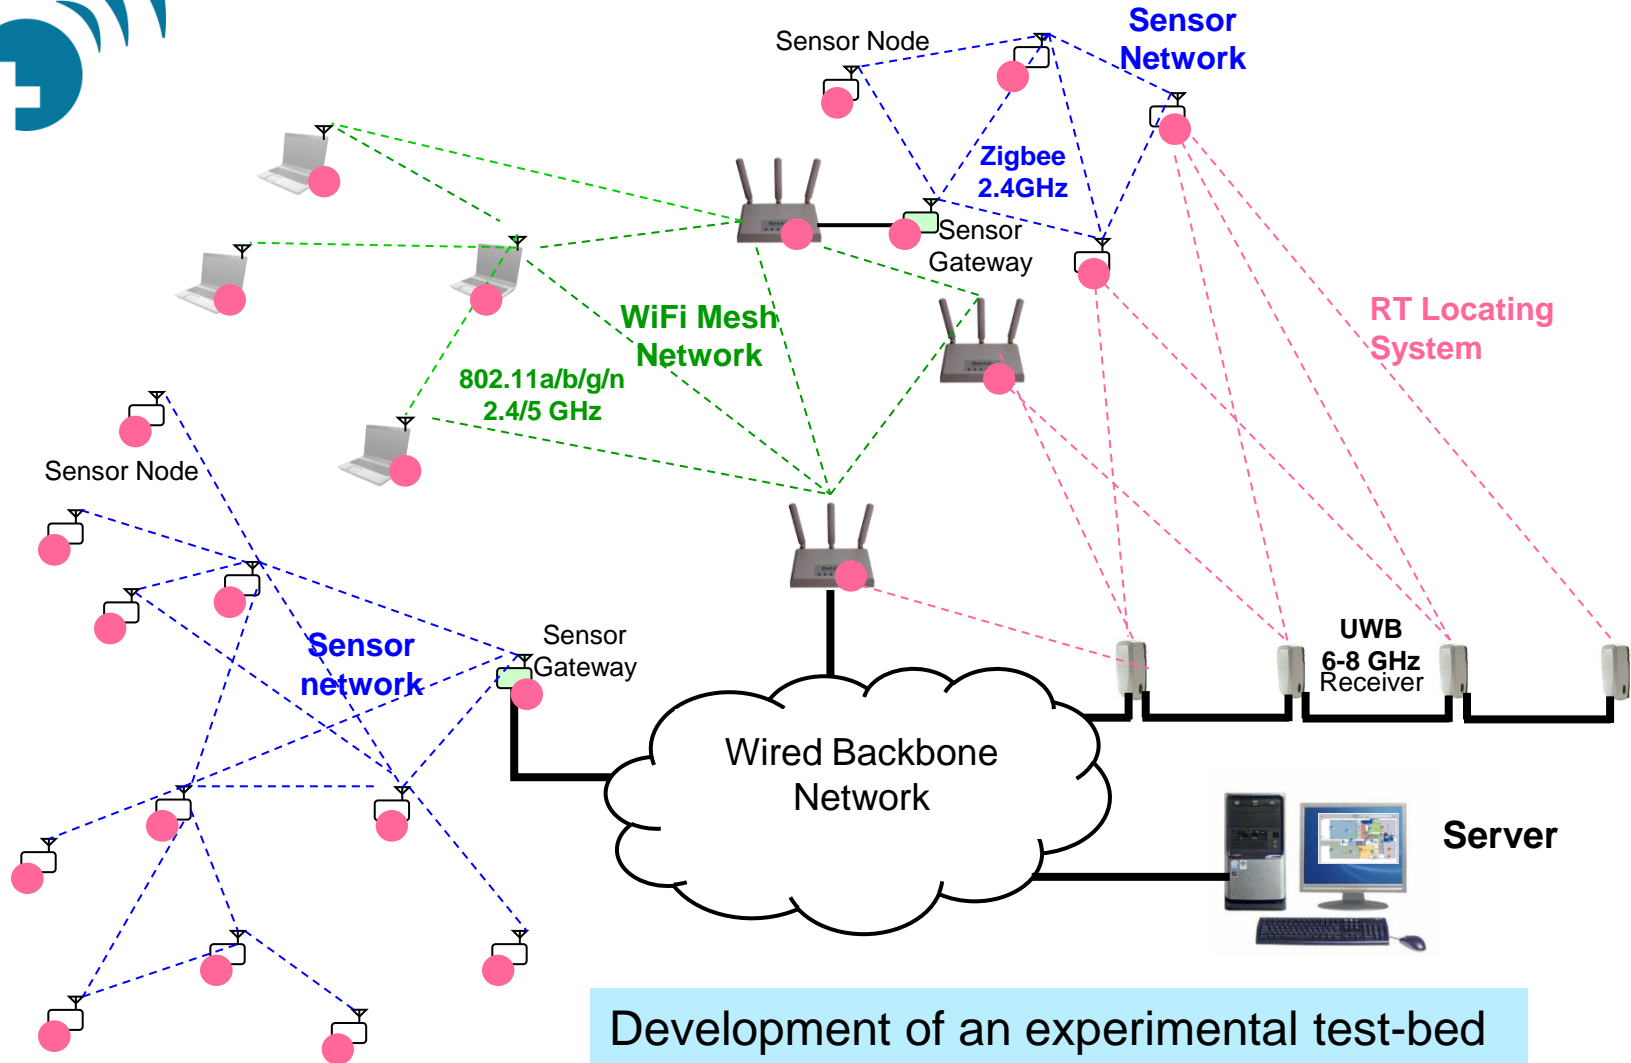 Sensor Node
Sensor
Network
Zigbee
2.4GHz
Sensor
Gateway
WiFi Mesh
Network
RT Locating
System
802.11a/b/g/n
2.4/5 GHz
Sensor Node
Sensor
network
Sensor
Gateway
UWB
6-8 GHz
Receiver
Wired Backbone
Network
Server
Development of an experimental test-bed